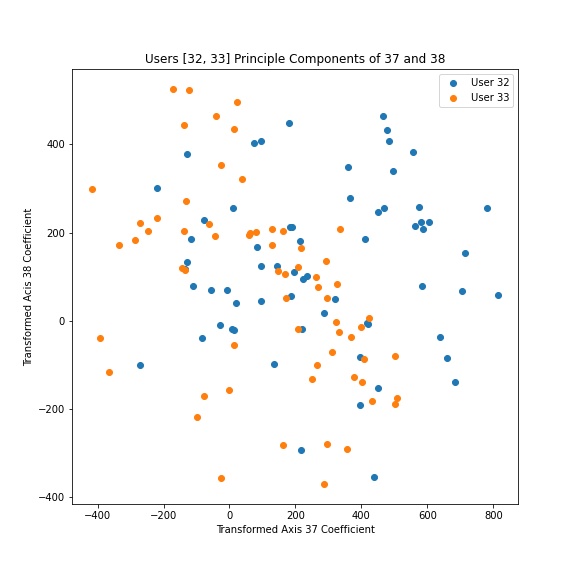 Users [32, 33] Principle Components of 37 and 38
User 32
User 33
Transformed Acis 38 Coefficient
400
200
0
−200
−400
−400 −200 0 200 400 600 800
Transformed Axis 37 Coefficient